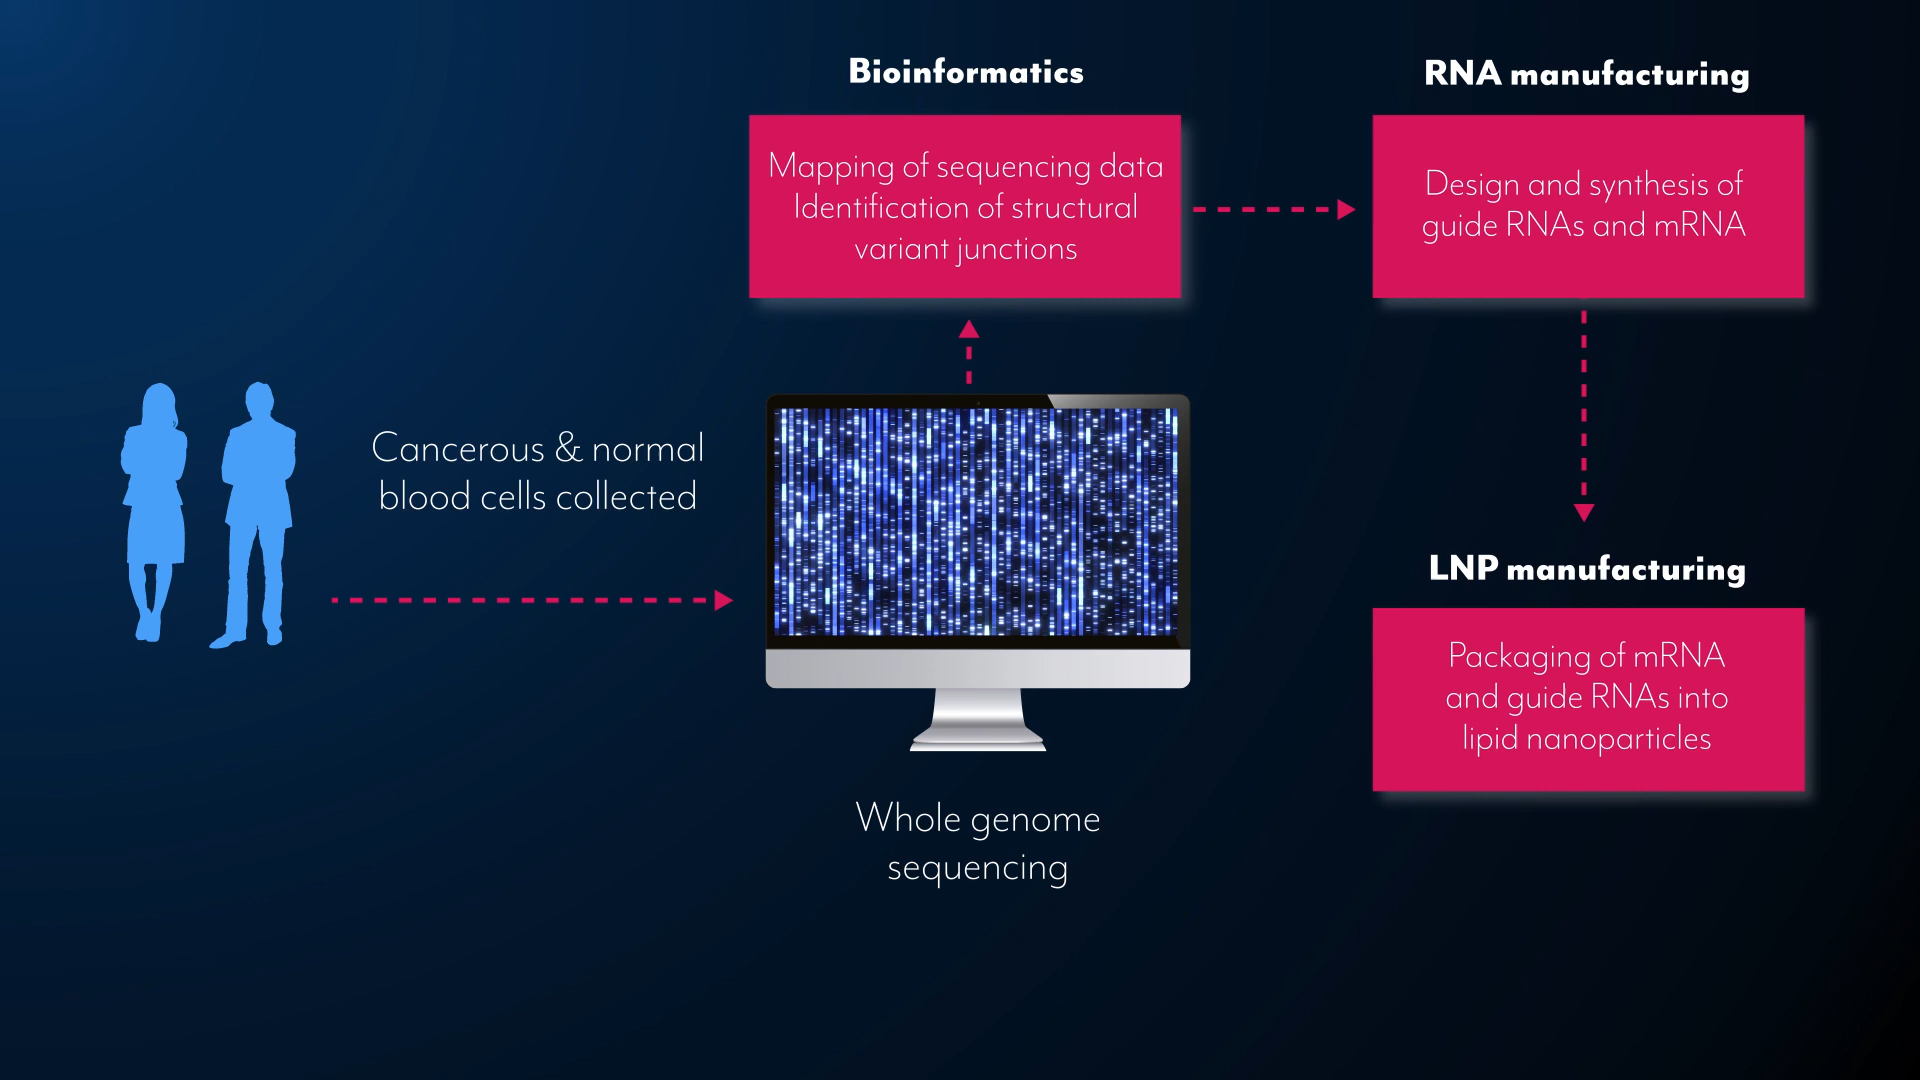 Bioinformatics
Mapping of sequencing data
Identification of structural
variant junctions
RNA manufacturing
Design and synthesis of
guide RNAs and mRNA
Cancerous & normal
blood cells collected
Whole genome
sequencing
LNP manufacturing
Packaging of mRNA
and guide RNAs into
lipid nanoparticles